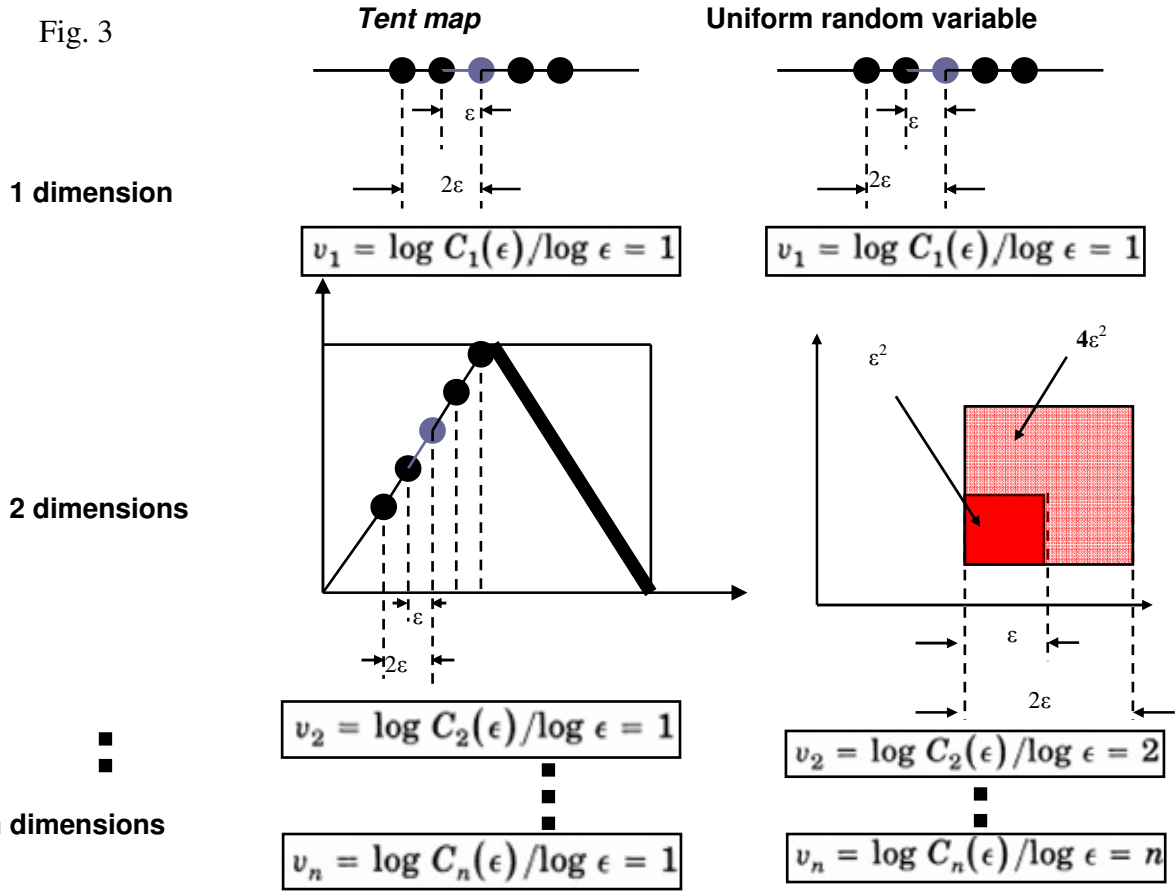 Fig. 3
Tent map
Uniform random variable
ε
ε
2ε
2ε
1 dimension
v₁ = log C₁(ϵ)/log ϵ = 1
v₁ = log C₁(ϵ)/log ϵ = 1
ε²
4ε²
2 dimensions
ε
2ε
ε
2ε
v₂ = log C₂(ϵ)/log ϵ = 1
v₂ = log C₂(ϵ)/log ϵ = 2
dimensions
vₙ = log Cₙ(ϵ)/log ϵ = 1
vₙ = log Cₙ(ϵ)/log ϵ = n